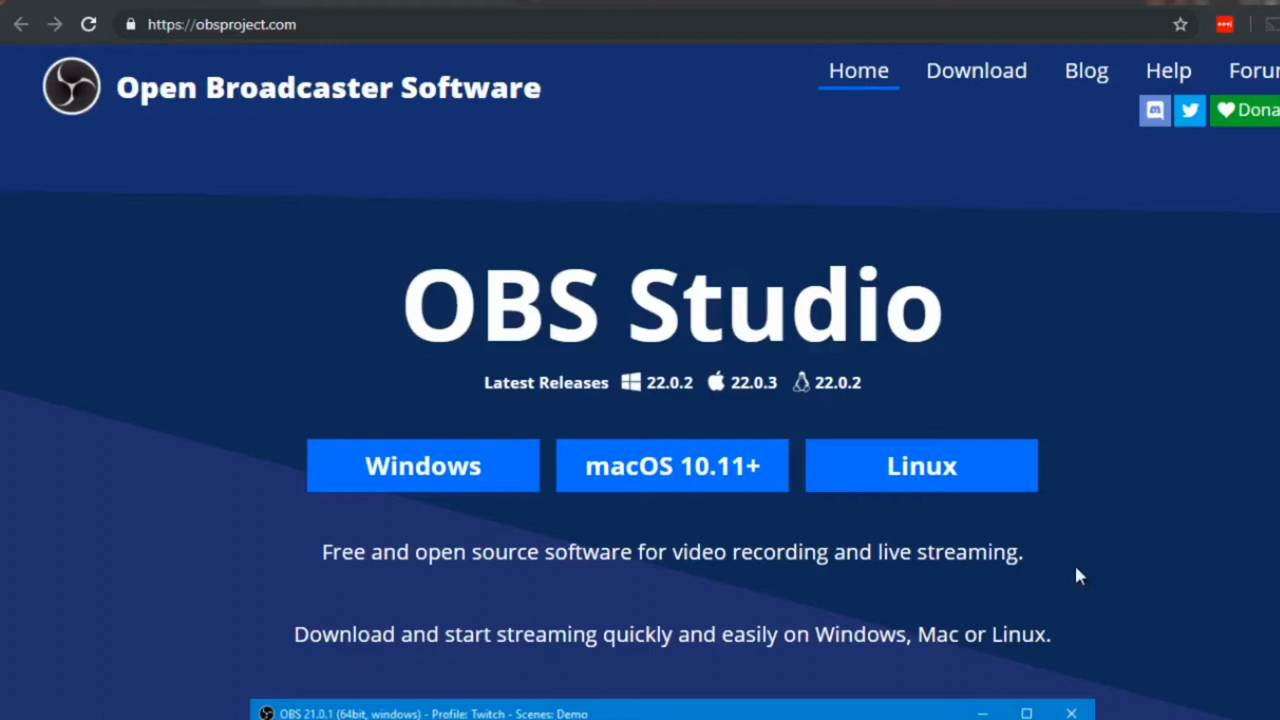 https://obsproject.com
Open Broadcaster Software
Home Download Blog Help Forum
Dona
OBS Studio
Latest Releases 22.0.2 22.0.3 22.0.2
Windows macOS 10.11+ Linux
Free and open source software for video recording and live streaming.
Download and start streaming quickly and easily on Windows, Mac or Linux.
OBS 21.0.1 (64bit, windows) - Profile: Twitch - Scenes: Demo